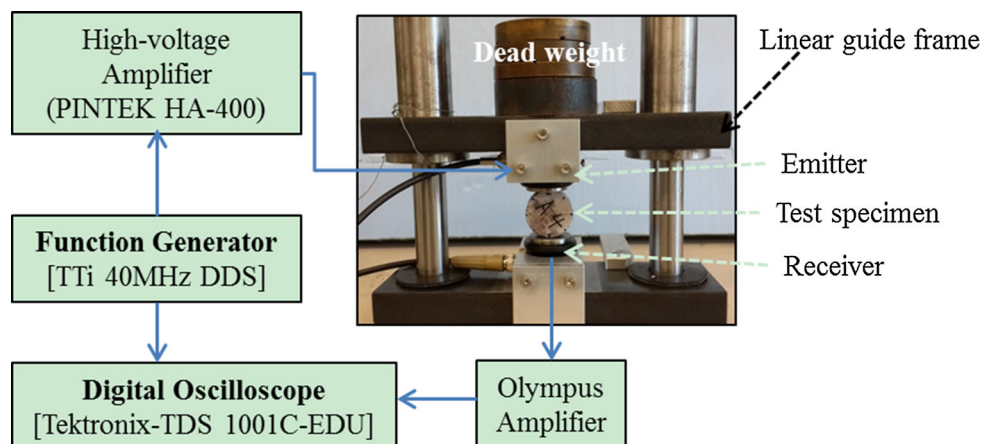 High-voltage
Amplifier
(PINTEK HA-400)
Function Generator
[TTi 40MHz DDS]
Digital Oscilloscope
[Tektronix-TDS 1001C-EDU]
Olympus
Amplifier
Dead weight
Linear guide frame
Emitter
Test specimen
Receiver